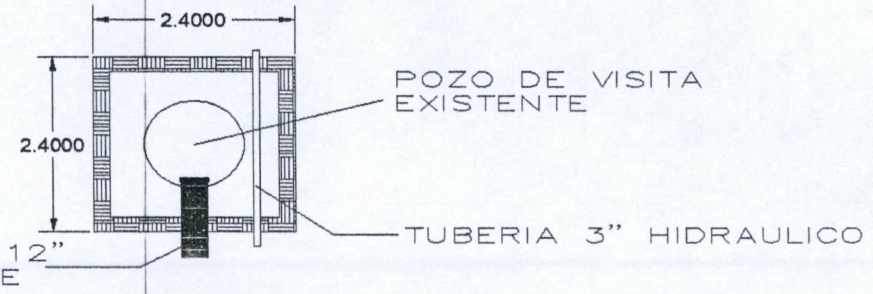 2.4000
POZO DE VISITA
EXISTENTE
2.4000
TUBERIA 3" HIDRAULICO
12"
E